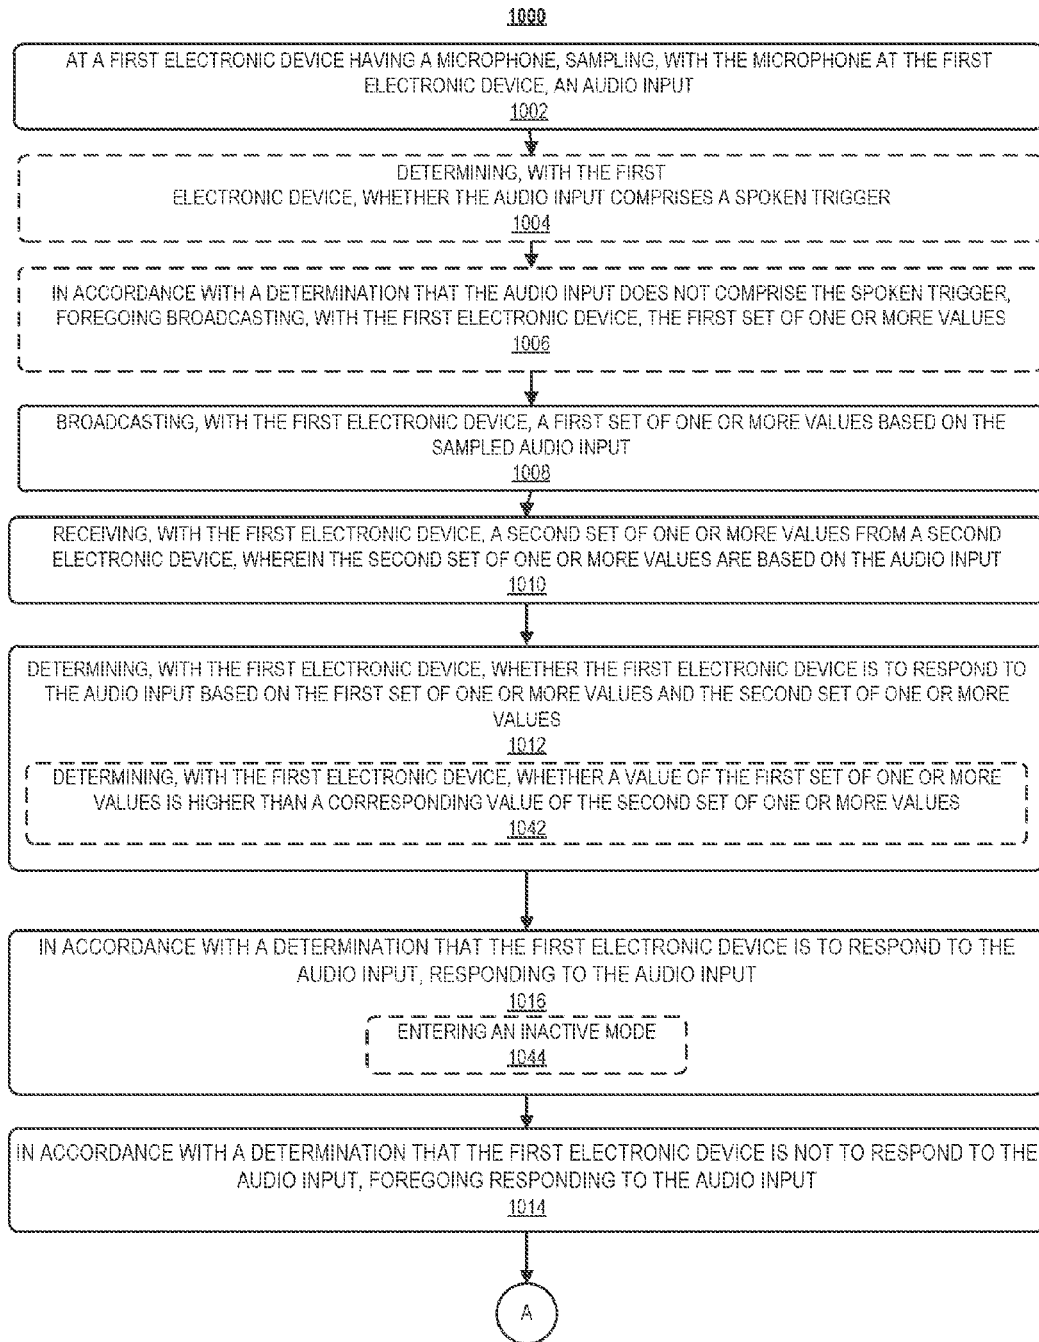 1000
AT A FIRST ELECTRONIC DEVICE HAVING A MICROPHONE, SAMPLING, WITH THE MICROPHONE AT THE FIRST
ELECTRONIC DEVICE, AN AUDIO INPUT
1002
DETERMINING, WITH THE FIRST
ELECTRONIC DEVICE, WHETHER THE AUDIO INPUT COMPRISES A SPOKEN TRIGGER
1004
IN ACCORDANCE WITH A DETERMINATION THAT THE AUDIO INPUT DOES NOT COMPRISE THE SPOKEN TRIGGER,
FOREGOING BROADCASTING, WITH THE FIRST ELECTRONIC DEVICE, THE FIRST SET OF ONE OR MORE VALUES
1006
BROADCASTING, WITH THE FIRST ELECTRONIC DEVICE, A FIRST SET OF ONE OR MORE VALUES BASED ON THE
SAMPLED AUDIO INPUT
1008
RECEIVING, WITH THE FIRST ELECTRONIC DEVICE, A SECOND SET OF ONE OR MORE VALUES FROM A SECOND
ELECTRONIC DEVICE, WHEREIN THE SECOND SET OF ONE OR MORE VALUES ARE BASED ON THE AUDIO INPUT
1010
DETERMINING, WITH THE FIRST ELECTRONIC DEVICE, WHETHER THE FIRST ELECTRONIC DEVICE IS TO RESPOND TO
THE AUDIO INPUT BASED ON THE FIRST SET OF ONE OR MORE VALUES AND THE SECOND SET OF ONE OR MORE
VALUES
1012
DETERMINING, WITH THE FIRST ELECTRONIC DEVICE, WHETHER A VALUE OF THE FIRST SET OF ONE OR MORE
VALUES IS HIGHER THAN A CORRESPONDING VALUE OF THE SECOND SET OF ONE OR MORE VALUES
1042
IN ACCORDANCE WITH A DETERMINATION THAT THE FIRST ELECTRONIC DEVICE IS TO RESPOND TO THE
AUDIO INPUT, RESPONDING TO THE AUDIO INPUT
1016
ENTERING AN INACTIVE MODE
1044
IN ACCORDANCE WITH A DETERMINATION THAT THE FIRST ELECTRONIC DEVICE IS NOT TO RESPOND TO THE
AUDIO INPUT, FOREGOING RESPONDING TO THE AUDIO INPUT
1014
A